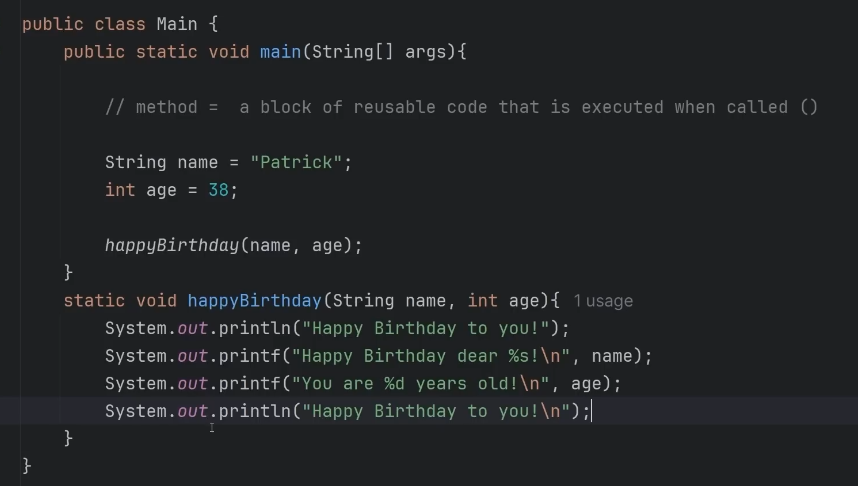 public class Main {
public static void main(String[] args){
// method =  a block of reusable code that is executed when called ()
String name = "Patrick";
int age = 38;
happyBirthday(name, age);
}
static void happyBirthday(String name, int age){ 1 usage
System.out.println("Happy Birthday to you!");
System.out.printf("Happy Birthday dear %s!\n", name);
System.out.printf("You are %d years old!\n", age);
System.out.println("Happy Birthday to you!\n");
}
}